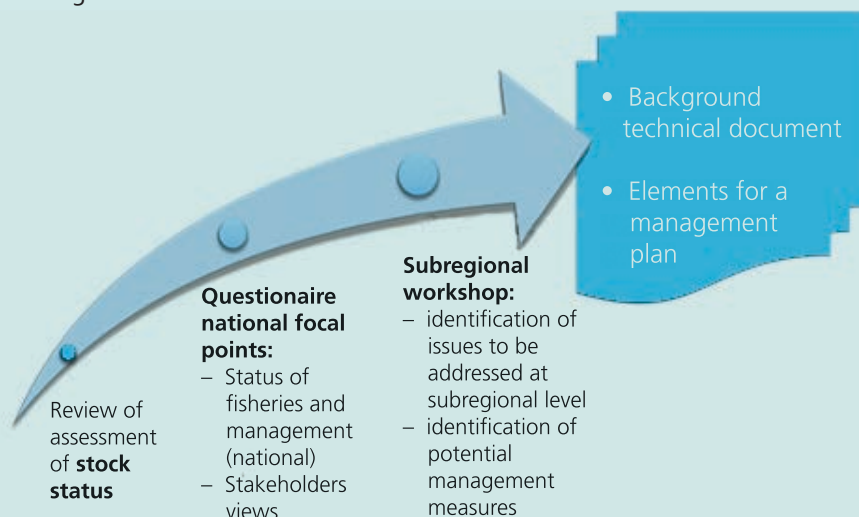 Review of
assessment
of stock
status
Questionaire
national focal
points:
– Status of
fisheries and
management
(national)
– Stakeholders
views
Subregional
workshop:
– identification of
issues to be
addressed at
subregional level
– identification of
potential
management
measures
• Background
technical document
• Elements for a
management
plan